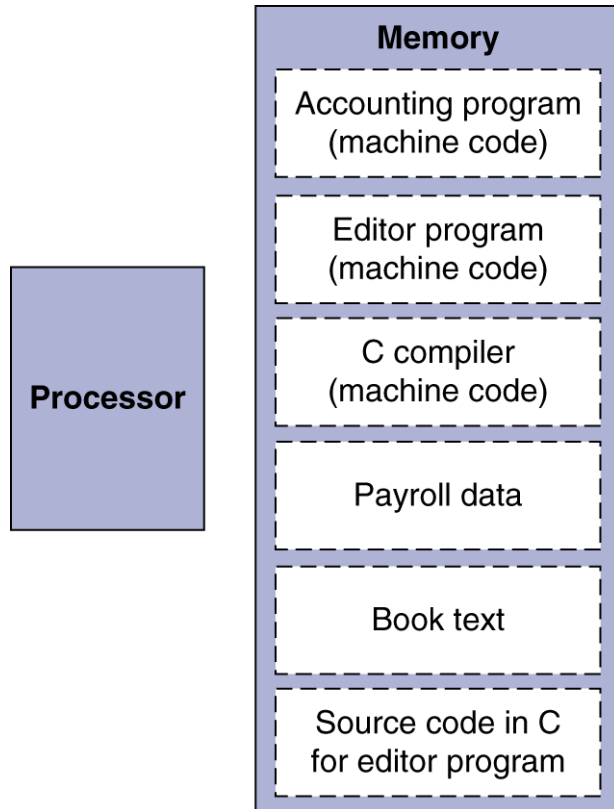 Memory
Accounting program
(machine code)
Editor program
(machine code)
C compiler
(machine code)
Processor
Payroll data
Book text
Source code in C
for editor program